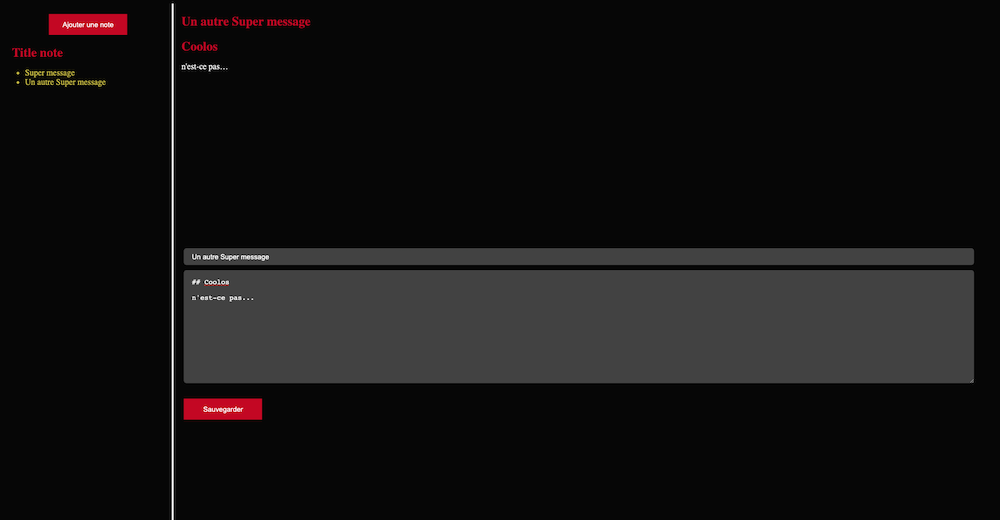 Ajouter une note
Title note
Super message
Un autre Super message
Un autre Super message
Coolos
n'est-ce pas…
Un autre Super message
## Coolos
n'est-ce pas...
Sauvegarder